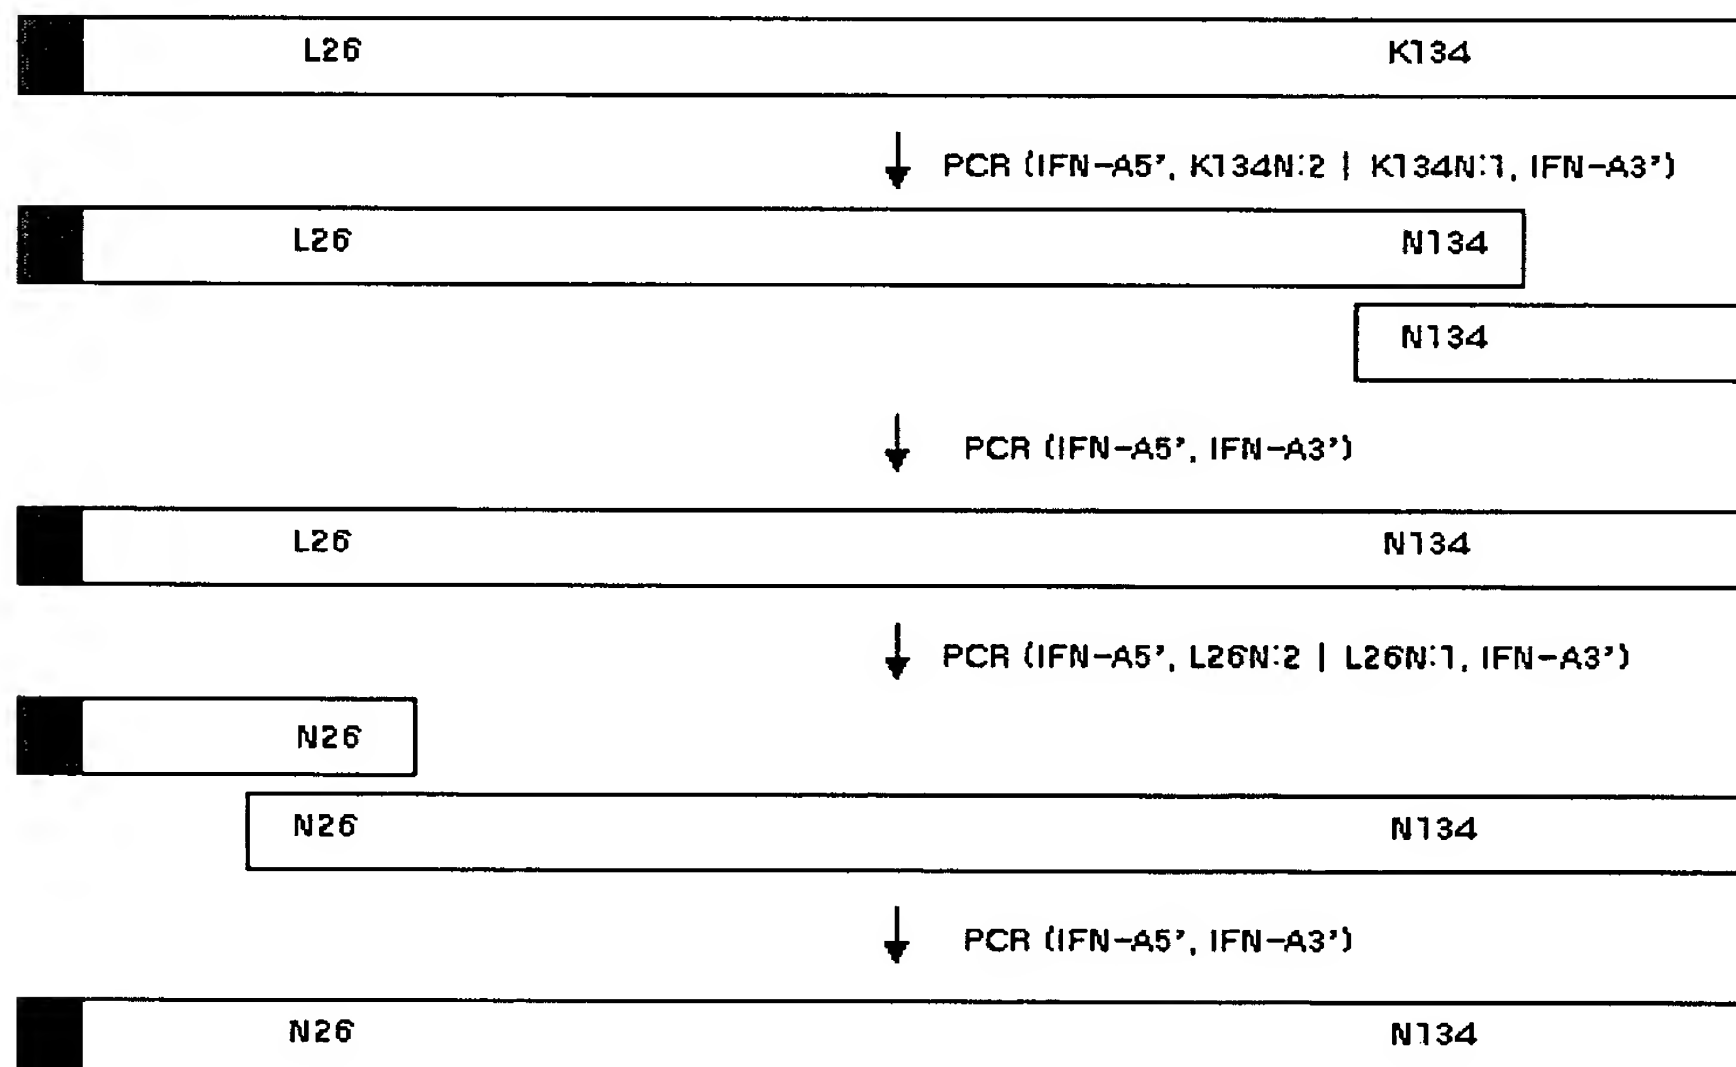 L26 K134
PCR (IFN-A5', K134N:2 | K134N:1, IFN-A3')
L26 N134
N134
PCR (IFN-A5', IFN-A3')
L26 N134
PCR (IFN-A5', L26N:2 | L26N:1, IFN-A3')
N26
N26 N134
PCR (IFN-A5', IFN-A3')
N26 N134